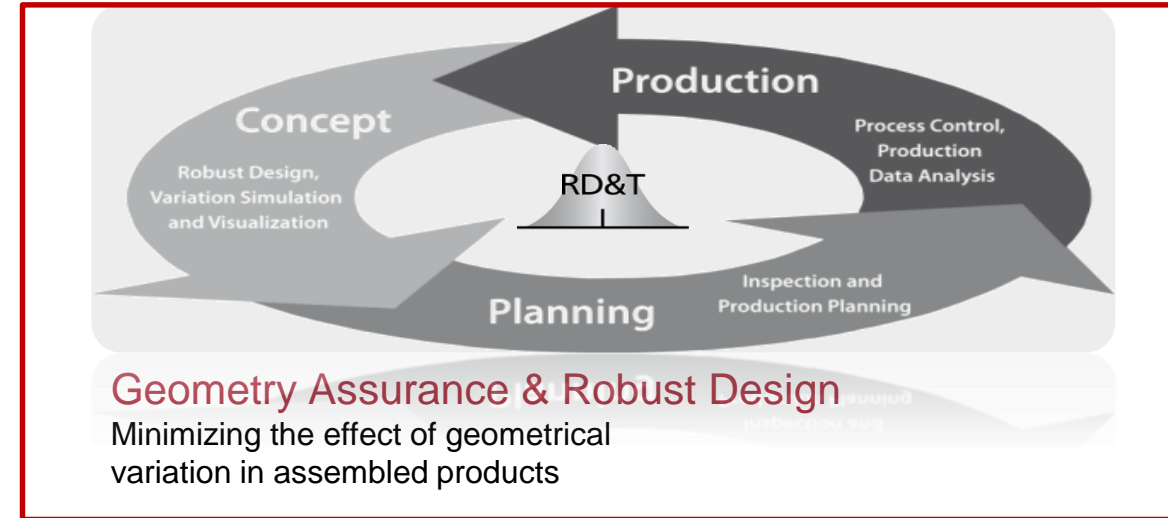 Production
Concept
Process Control,
Production
Data Analysis
Robust Design,
Variation Simulation
and Visualization
RD&T
Inspection and
Production Planning
Planning
Geometry Assurance & Robust Design
Minimizing the effect of geometrical
variation in assembled products